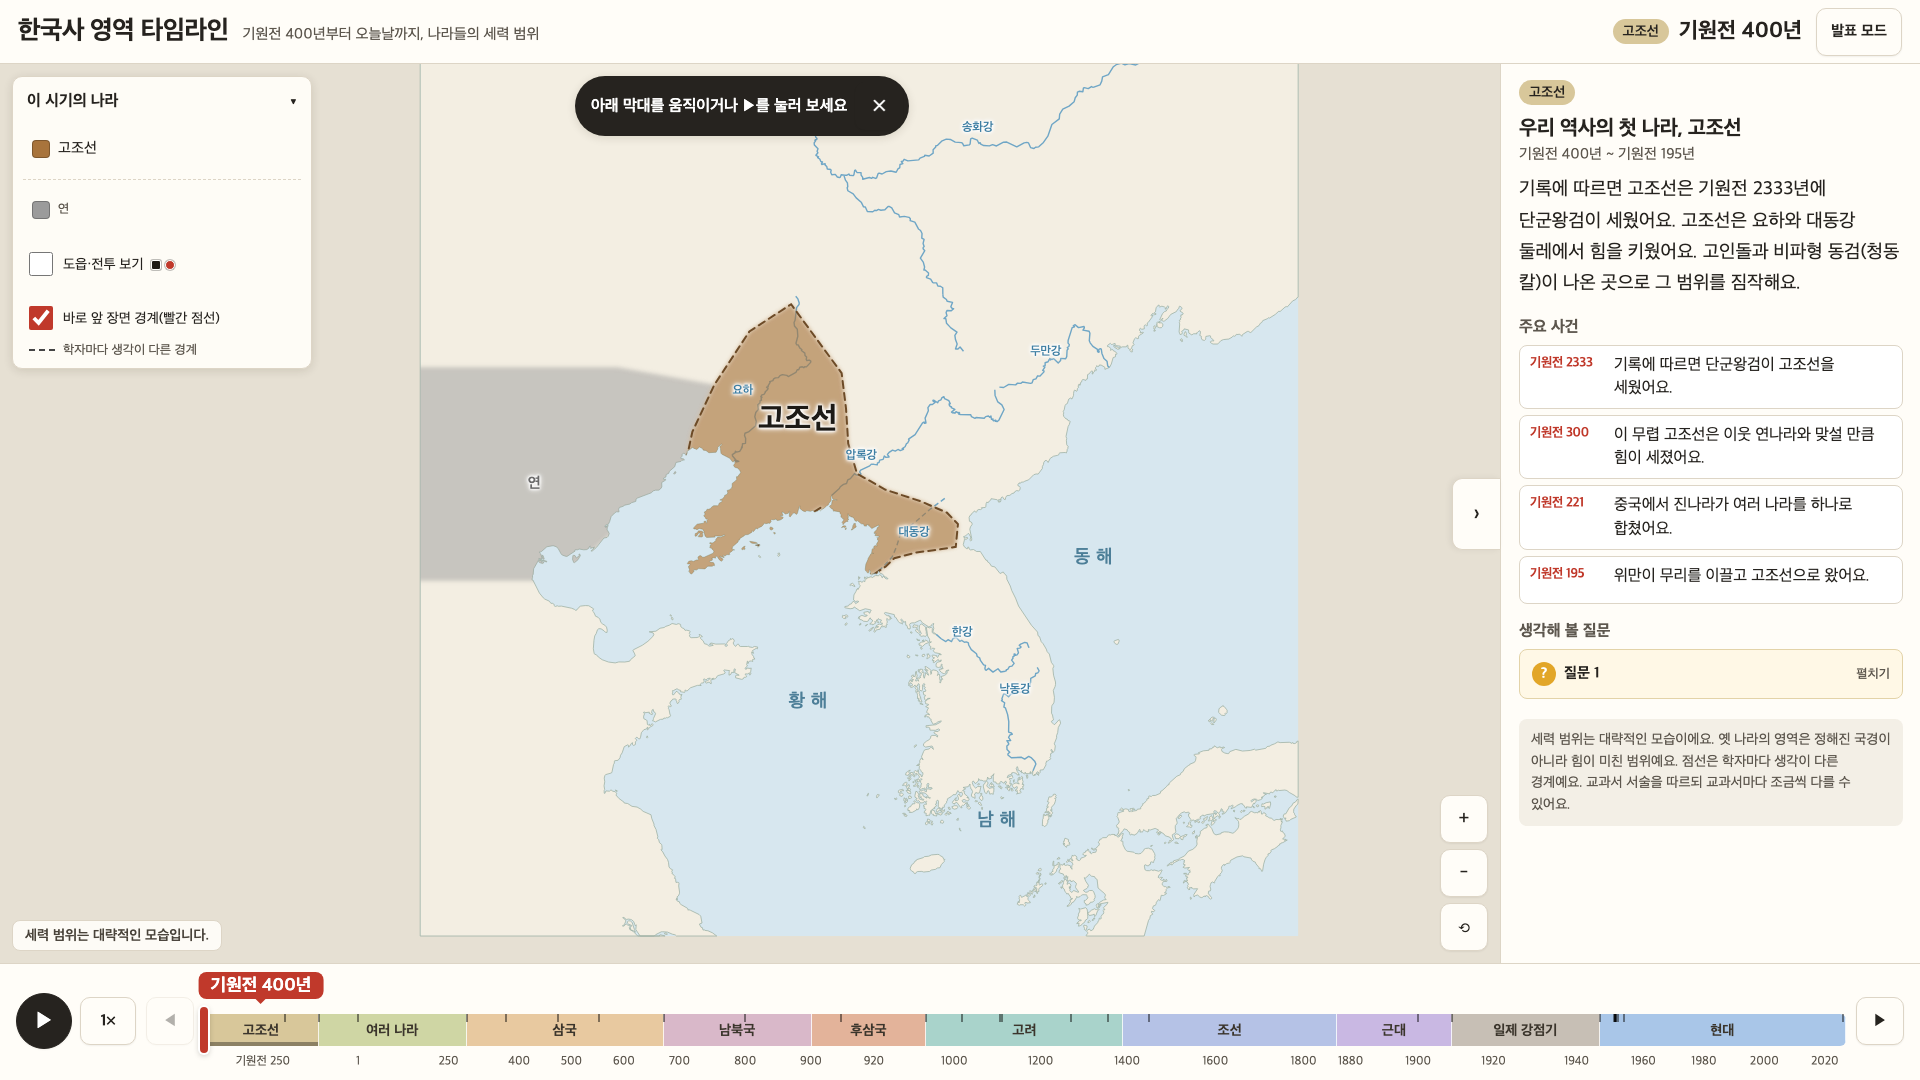 한국사 영역 타임라인
기원전 400년부터 오늘날까지, 나라들의 세력 범위
고조선
기원전 400년
발표 모드
이 시기의 나라
▾
고조선
연
도읍·전투 보기
바로 앞 장면 경계(빨간 점선)
학자마다 생각이 다른 경계
아래 막대를 움직이거나 ▶를 눌러 보세요 ✕
송화강
두만강
요하
고조선
압록강
연
대동강
동해
한강
낙동강
황해
남해
›
+
−
⟲
세력 범위는 대략적인 모습입니다.
고조선
우리 역사의 첫 나라, 고조선
기원전 400년 ~ 기원전 195년
기록에 따르면 고조선은 기원전 2333년에
단군왕검이 세웠어요. 고조선은 요하와 대동강
둘레에서 힘을 키웠어요. 고인돌과 비파형 동검(청동
칼)이 나온 곳으로 그 범위를 짐작해요.
주요 사건
기원전 2333 기록에 따르면 단군왕검이 고조선을
세웠어요.
기원전 300 이 무렵 고조선은 이웃 연나라와 맞설 만큼
힘이 세졌어요.
기원전 221 중국에서 진나라가 여러 나라를 하나로
합쳤어요.
기원전 195 위만이 무리를 이끌고 고조선으로 왔어요.
생각해 볼 질문
? 질문 1 펼치기
세력 범위는 대략적인 모습이에요. 옛 나라의 영역은 정해진 국경이
아니라 힘이 미친 범위예요. 점선은 학자마다 생각이 다른
경계예요. 교과서 서술을 따르되 교과서마다 조금씩 다를 수
있어요.
기원전 400년
▶ 1× ◀
고조선 여러 나라 삼국 남북국 후삼국 고려 조선 근대 일제 강점기 현대
▶
기원전 250 1 250 400 500 600 700 800 900 920 1000 1200 1400 1600 1800 1880 1900 1920 1940 1960 1980 2000 2020